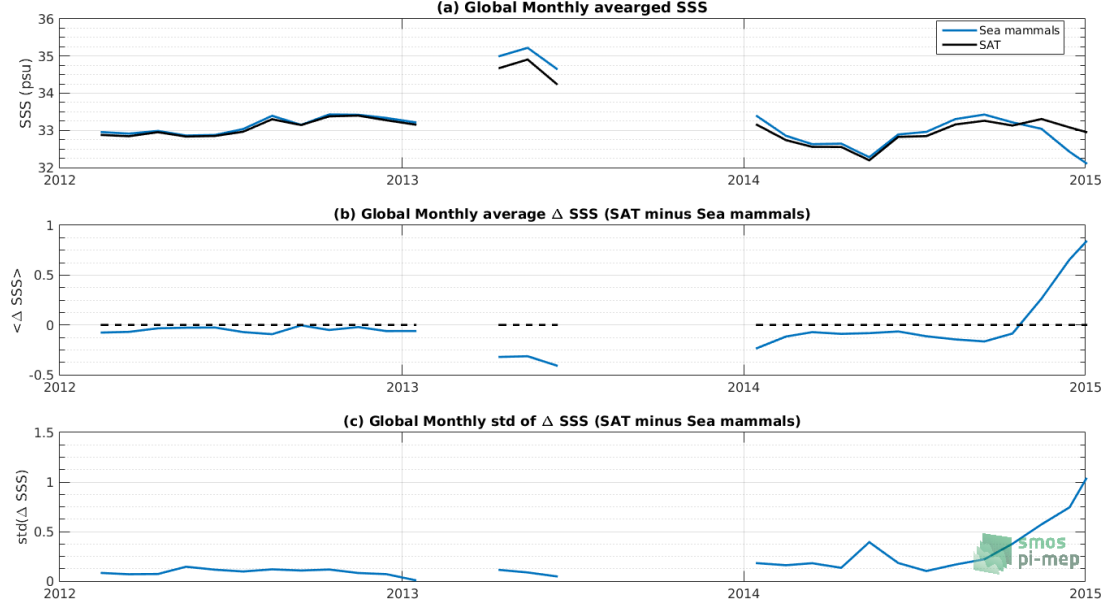 (a) Global Monthly avearged SSS
36
35
34
33
32
SSS (psu)
Sea mammals
SAT
2012
2013
2014
2015
(b) Global Monthly average Δ SSS (SAT minus Sea mammals)
1
0.5
0
-0.5
<Δ SSS>
2012
2013
2014
2015
(c) Global Monthly std of Δ SSS (SAT minus Sea mammals)
1.5
1
0.5
0
std(Δ SSS)
smos
pi-mep
2012
2013
2014
2015